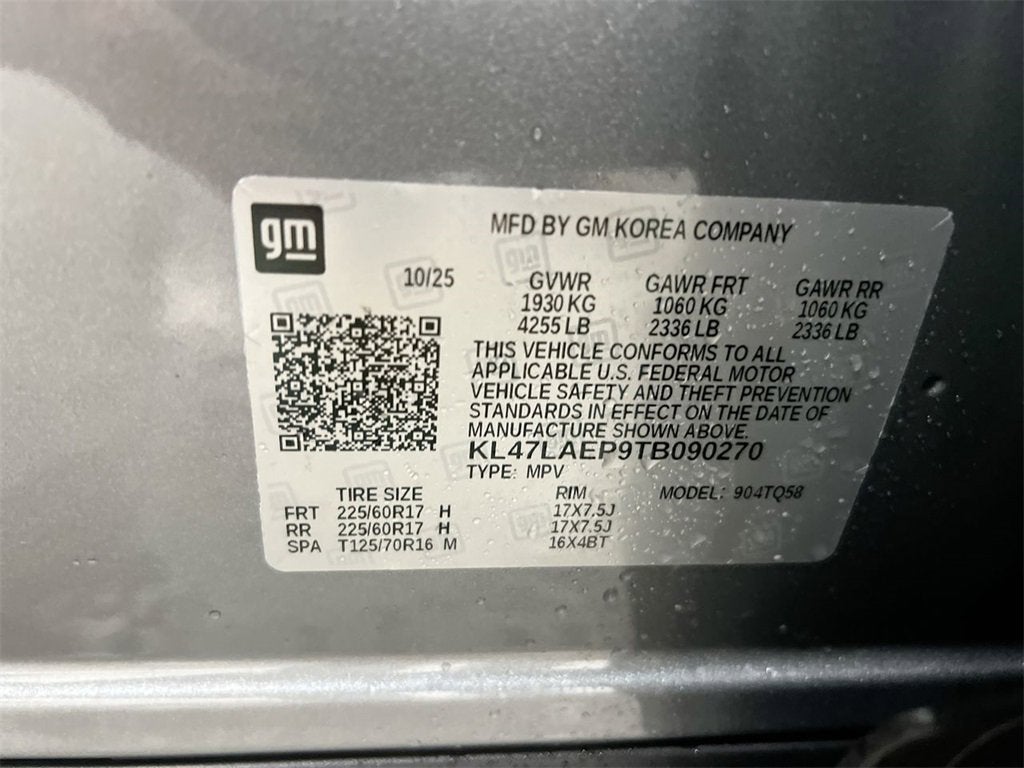 gm
MFD BY GM KOREA COMPANY
10/25
GVWR GAWR FRT GAWR RR
1930 KG 1060 KG 1060 KG
4255 LB 2336 LB 2336 LB
THIS VEHICLE CONFORMS TO ALL
APPLICABLE U.S. FEDERAL MOTOR
VEHICLE SAFETY AND THEFT PREVENTION
STANDARDS IN EFFECT ON THE DATE OF
MANUFACTURE SHOWN ABOVE.
KL47LAEP9TB090270
TYPE: MPV
TIRE SIZE RIM MODEL: 904TQ58
FRT 225/60R17 H 17X7.5J
RR 225/60R17 H 17X7.5J
SPA T125/70R16 M 16X4BT